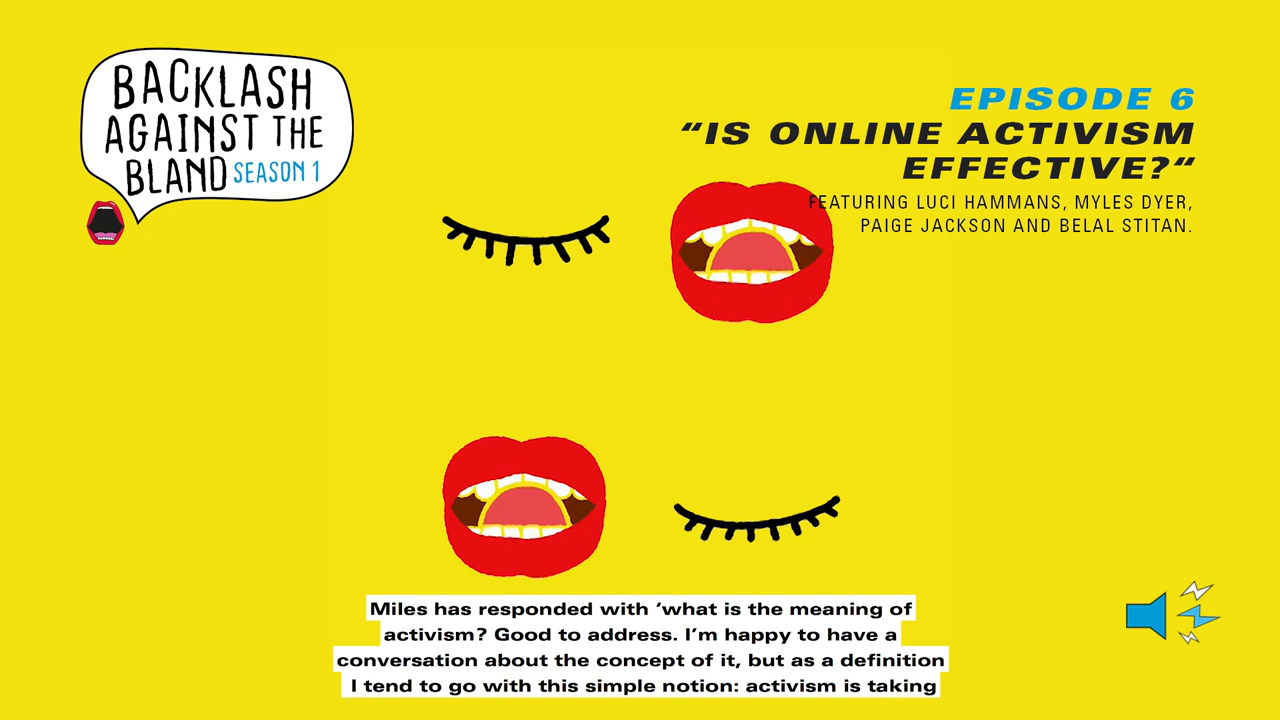 BACKLASH
AGAINST THE
BLAND SEASON 1
EPISODE 6
“IS ONLINE ACTIVISM
EFFECTIVE?“
FEATURING LUCI HAMMANS, MYLES DYER,
PAIGE JACKSON AND BELAL STITAN.
Miles has responded with ‘what is the meaning of
activism? Good to address. I’m happy to have a
conversation about the concept of it, but as a definition
I tend to go with this simple notion: activism is taking